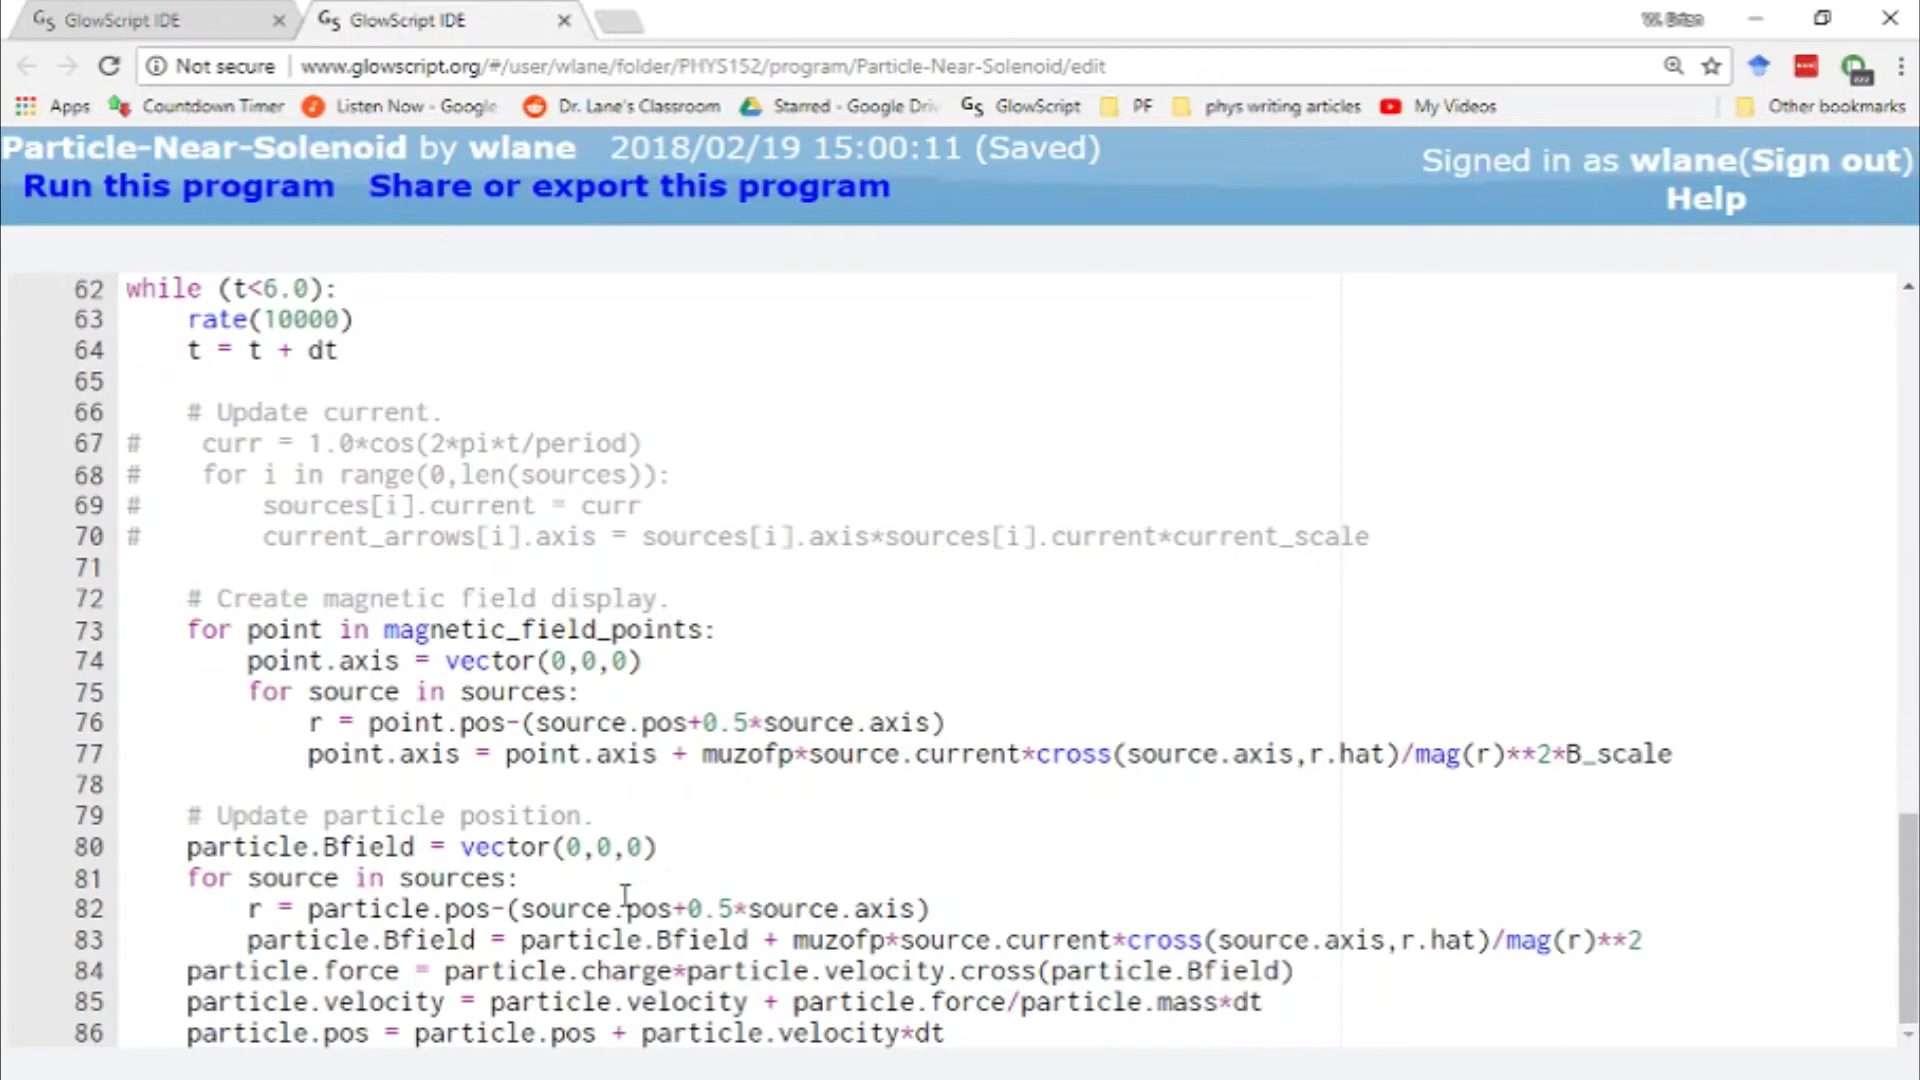 GS GlowScript IDE GS GlowScript IDE W. Brian
Not secure www.glowscript.org/#/user/wlane/folder/PHYS152/program/Particle-Near-Solenoid/edit
Apps Countdown Timer Listen Now - Google Dr. Lane's Classroom Starred - Google Driv GS GlowScript PF phys writing articles My Videos Other bookmarks
Particle-Near-Solenoid by wlane 2018/02/19 15:00:11 (Saved) Signed in as wlane(Sign out)
Run this program Share or export this program Help
62 while (t<6.0):
63 rate(10000)
64 t = t + dt
65
66 # Update current.
67 # curr = 1.0*cos(2*pi*t/period)
68 # for i in range(0,len(sources)):
69 # sources[i].current = curr
70 # current_arrows[i].axis = sources[i].axis*sources[i].current*current_scale
71
72 # Create magnetic field display.
73 for point in magnetic_field_points:
74 point.axis = vector(0,0,0)
75 for source in sources:
76 r = point.pos-(source.pos+0.5*source.axis)
77 point.axis = point.axis + muzofp*source.current*cross(source.axis,r.hat)/mag(r)**2*B_scale
78
79 # Update particle position.
80 particle.Bfield = vector(0,0,0)
81 for source in sources:
82 r = particle.pos-(source.pos+0.5*source.axis)
83 particle.Bfield = particle.Bfield + muzofp*source.current*cross(source.axis,r.hat)/mag(r)**2
84 particle.force = particle.charge*particle.velocity.cross(particle.Bfield)
85 particle.velocity = particle.velocity + particle.force/particle.mass*dt
86 particle.pos = particle.pos + particle.velocity*dt